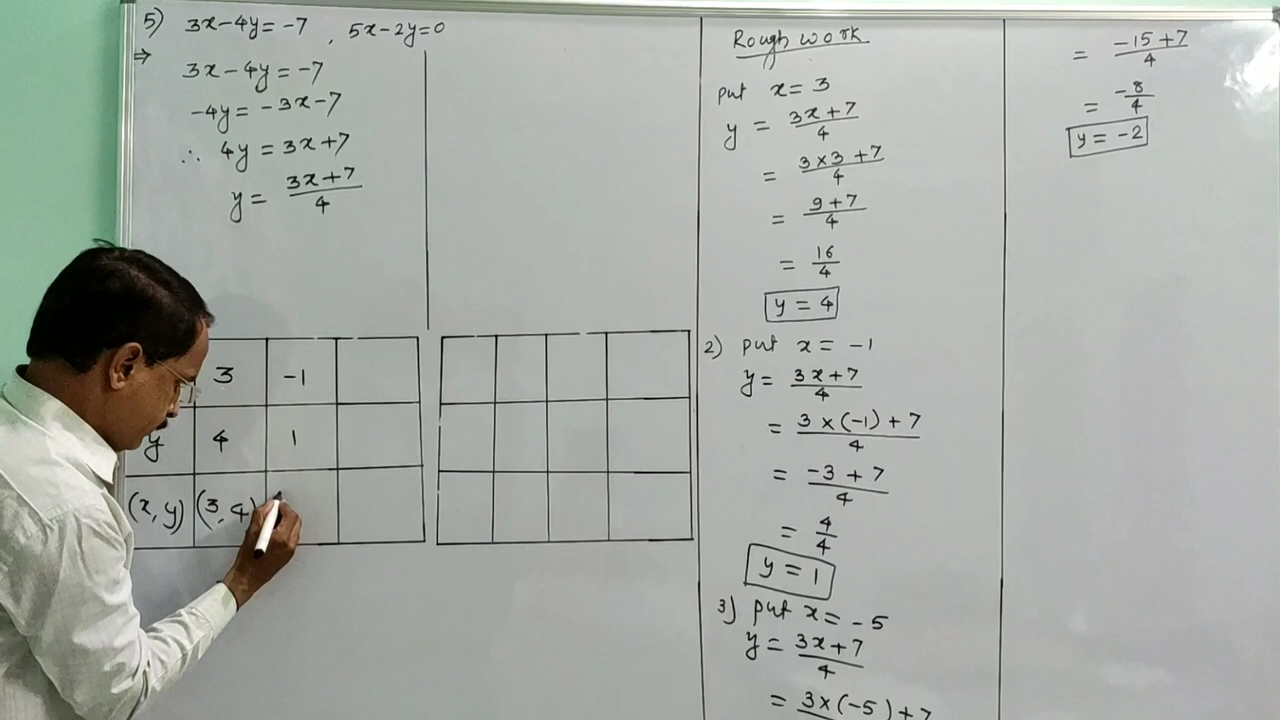 5) 3x-4y=-7, 5x-2y=0
⇒
3x-4y=-7
-4y=-3x-7
∴ 4y=3x+7
y= 3x+7/4
3 -1
y 4 1
(x,y) (3,4)
Rough work
put x=3
y = 3x+7/4
= 3×3+7/4
= 9+7/4
= 16/4
y = 4
2) put x = -1
y= 3x+7/4
= 3×(-1)+7/4
= -3+7/4
= 4/4
y = 1
3) put x = -5
y = 3x+7/4
= 3×(-5)+7
= -15+7/4
= -8/4
y = -2